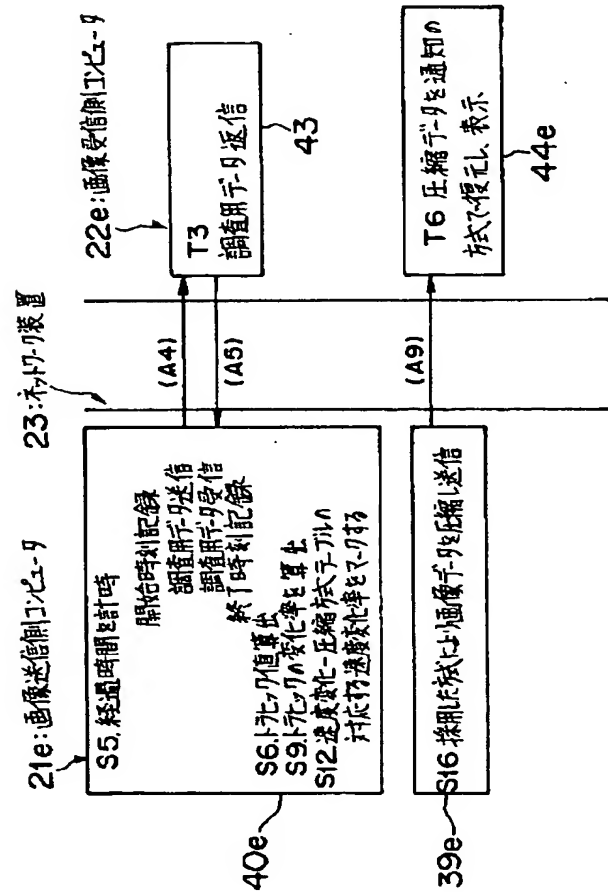 21e:画像送信側コンピュータ
23:ネットワーク装置
22e:画像受信側コンピュータ
S5.経過時間を計時
開始時刻記録
調査用データ送信
調査用データ受信
終了時刻記録
S6.トラヒック値算出
S9.トラヒックの変化率を算出
S12.速度変化-圧縮方式テーブルの
対応する速度変化率をマークする
40e
(A4)
(A5)
T3
調査用データ返信
43
S16.採用した方式により画像データを圧縮し送信
39e
(A9)
T6 圧縮データを通知の
方式で復元し、表示
44e